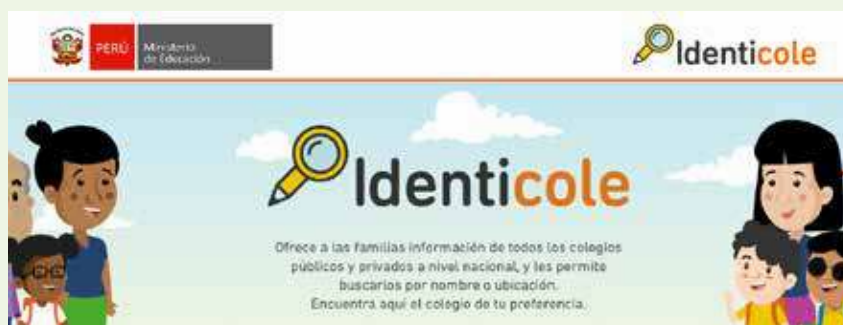 PERÚ
Ministerio
de Educación
Identicole
Identicole
Ofrece a las familias información de todos los colegios
públicos y privados a nivel nacional, y les permite
buscarlos por nombre o ubicación.
Encuentra aquí el colegio de tu preferencia.